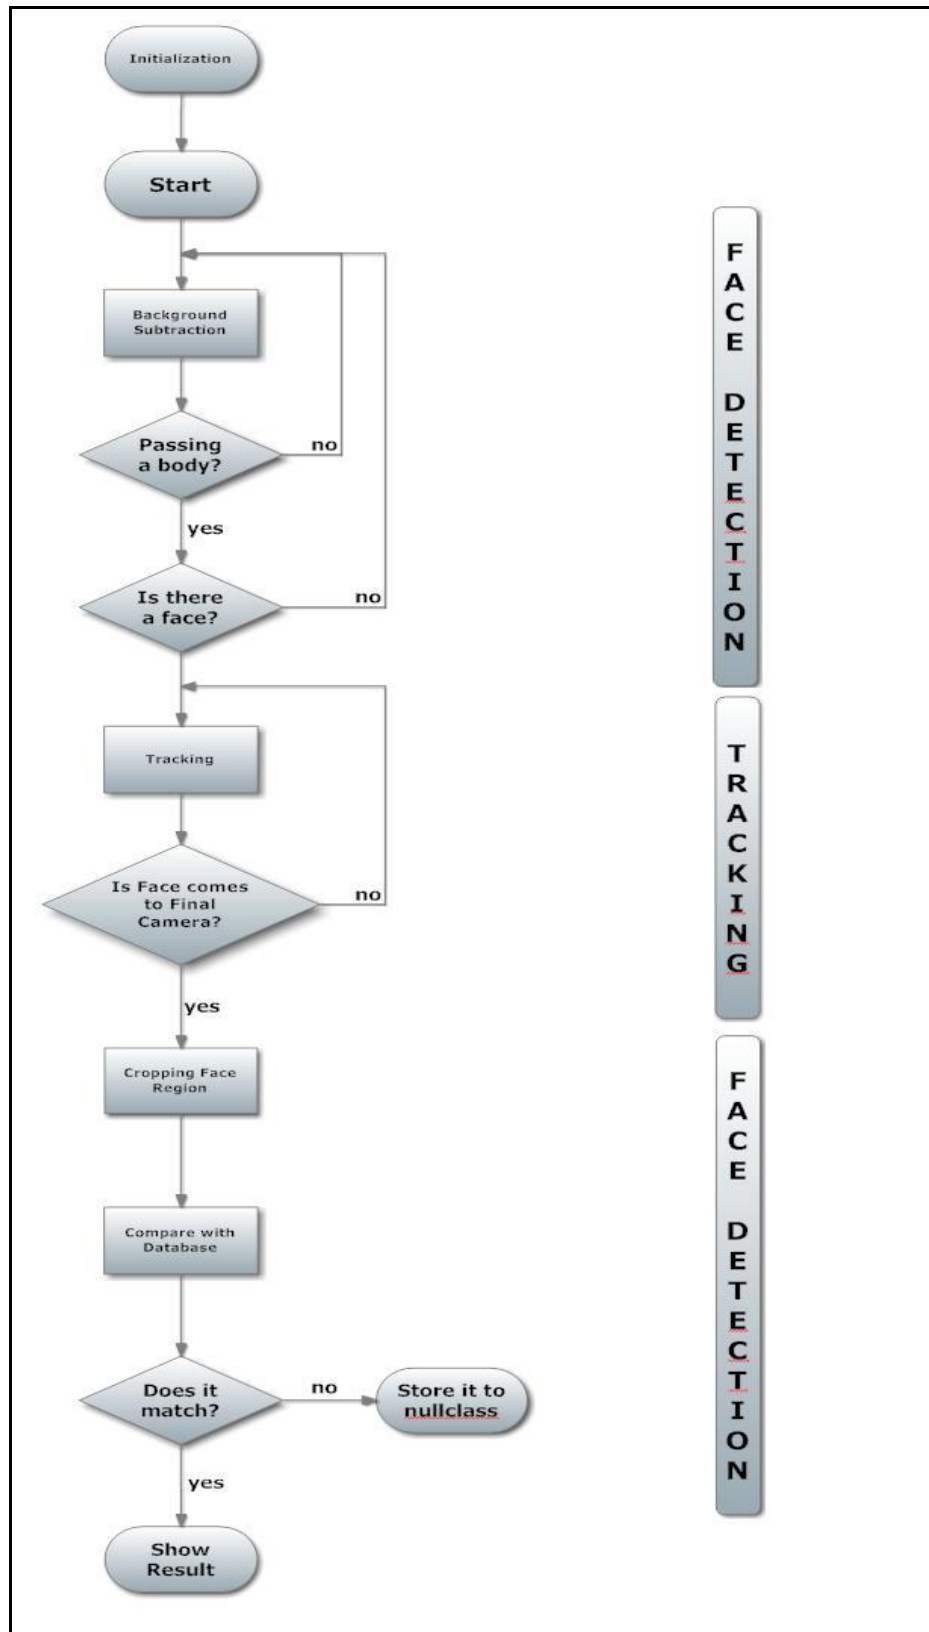 Initialization
Start
Background
Subtraction
Passing
a body?
no
yes
Is there
a face?
no
Tracking
Is Face comes
to Final
Camera?
no
yes
Cropping Face
Region
Compare with
Database
Does it
match?
no
Store it to
nullclass
yes
Show
Result
F
A
C
E
D
E
T
E
C
T
I
O
N
T
R
A
C
K
I
N
G
F
A
C
E
D
E
T
E
C
T
I
O
N